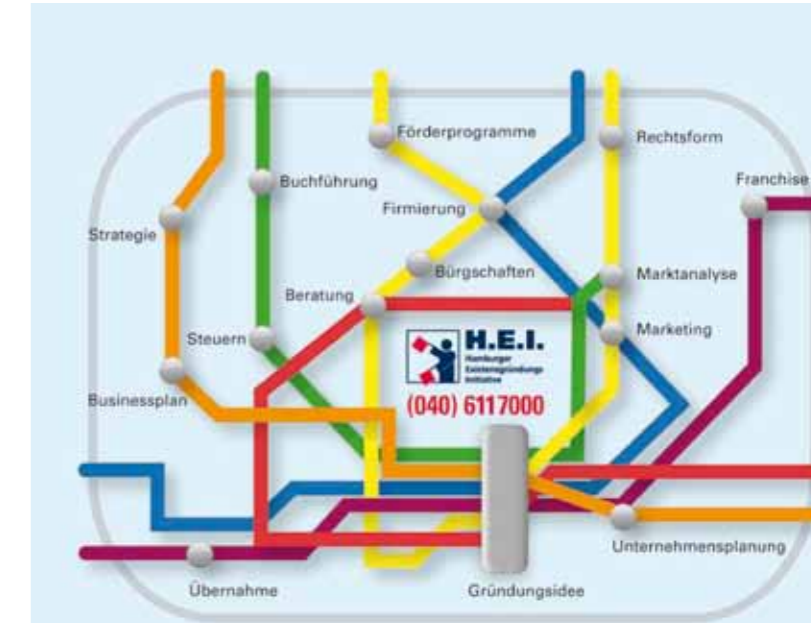 Förderprogramme
Rechtsform
Buchführung
Franchise
Firmierung
Strategie
Bürgschaften
Marktanalyse
Beratung
Steuern
H.E.I.
Hamburger
Existenzgründungs
Initiative
Marketing
Businessplan
(040) 6117000
Unternehmensplanung
Übernahme
Gründungsidee